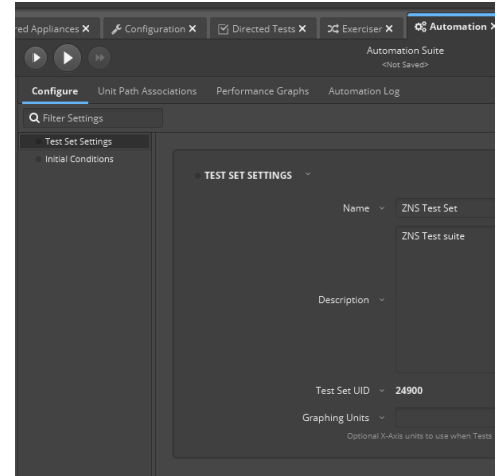 red Appliances X Configuration X Directed Tests X Exerciser X Automation X
Automation Suite
<Not Saved>
Configure Unit Path Associations Performance Graphs Automation Log
Filter Settings
Test Set Settings
Initial Conditions
TEST SET SETTINGS
Name ZNS Test Set
ZNS Test suite
Description
Test Set UID 24900
Graphing Units
Optional X-Axis units to use when Tests